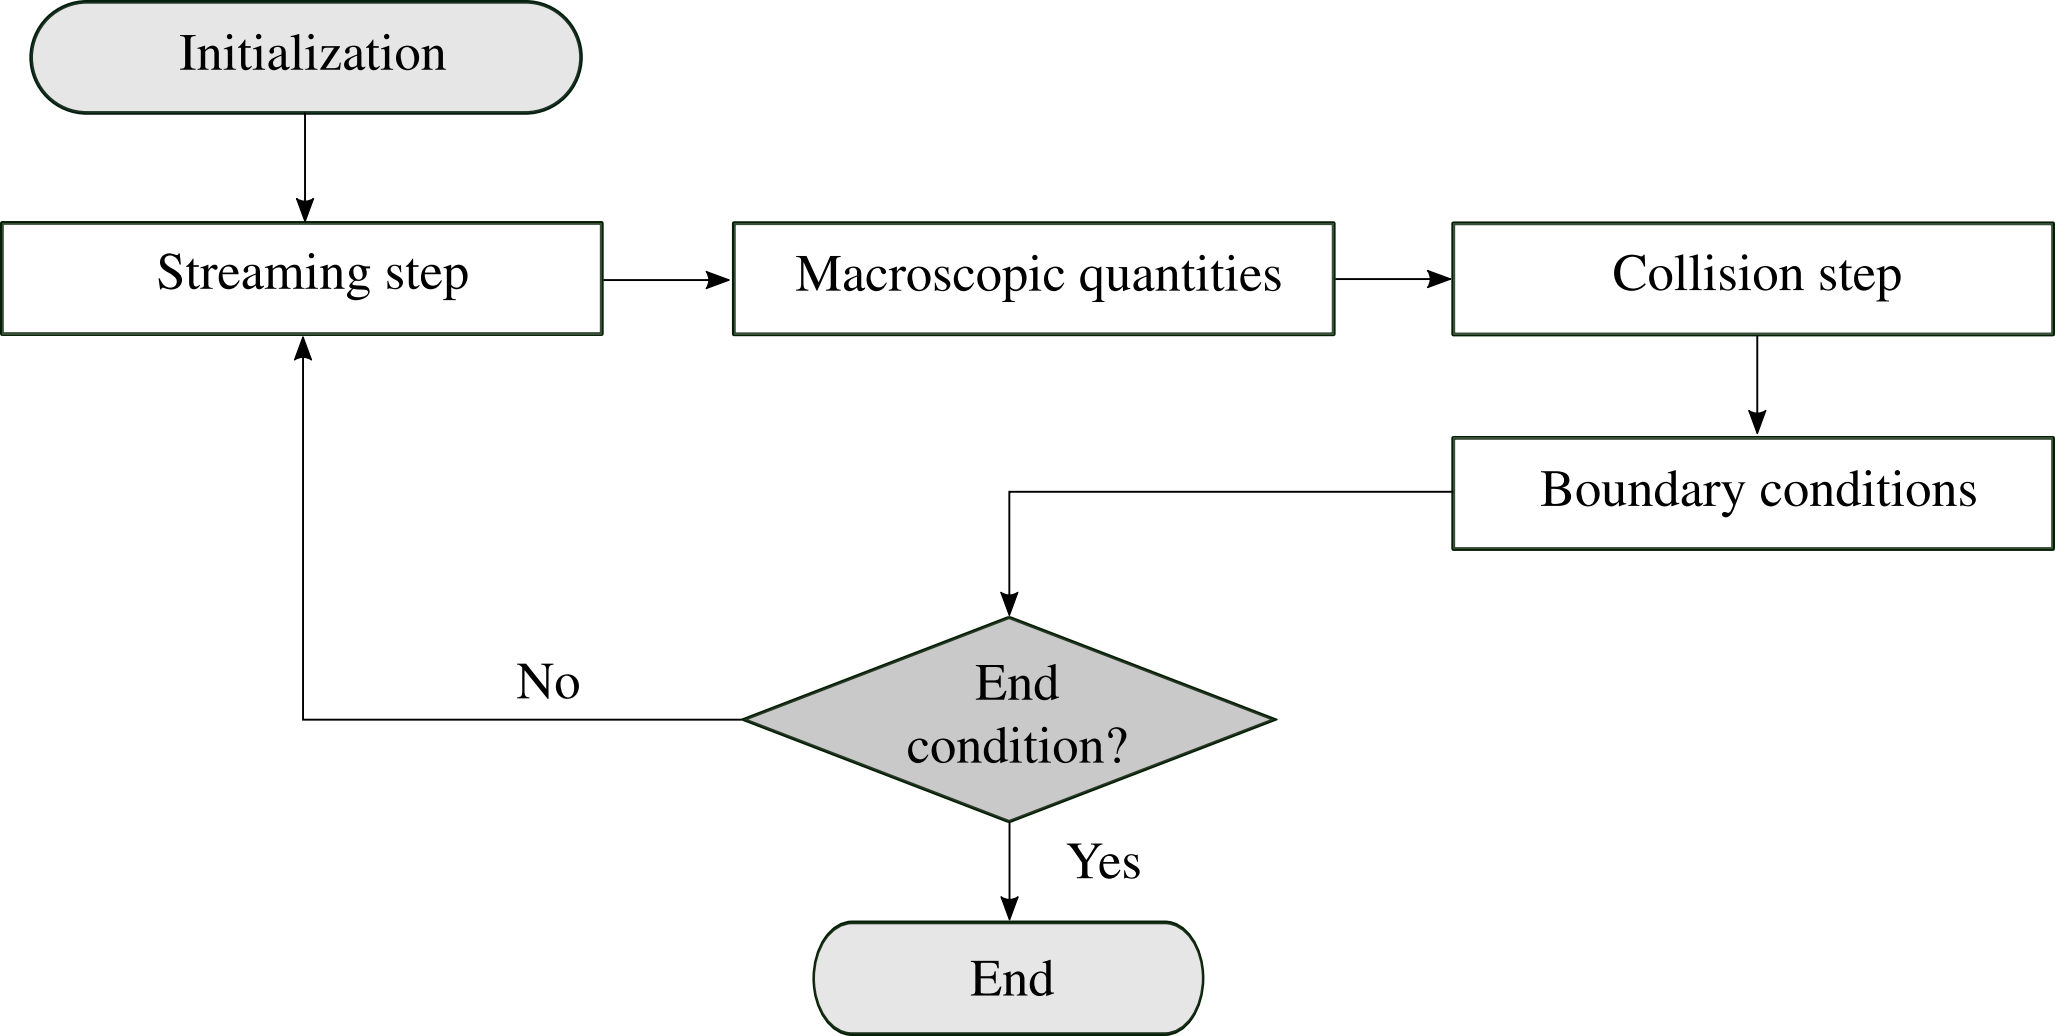 Initialization
Streaming step
Macroscopic quantities
Collision step
Boundary conditions
End
condition?
No
Yes
End